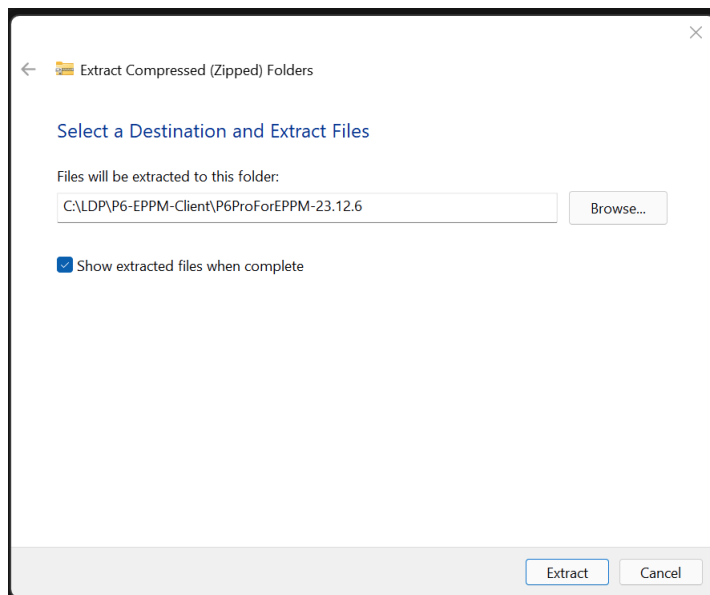 Extract Compressed (Zipped) Folders
Select a Destination and Extract Files
Files will be extracted to this folder:
C:\LDP\P6-EPPM-Client\P6ProForEPPM-23.12.6
Browse...
Show extracted files when complete
Extract
Cancel